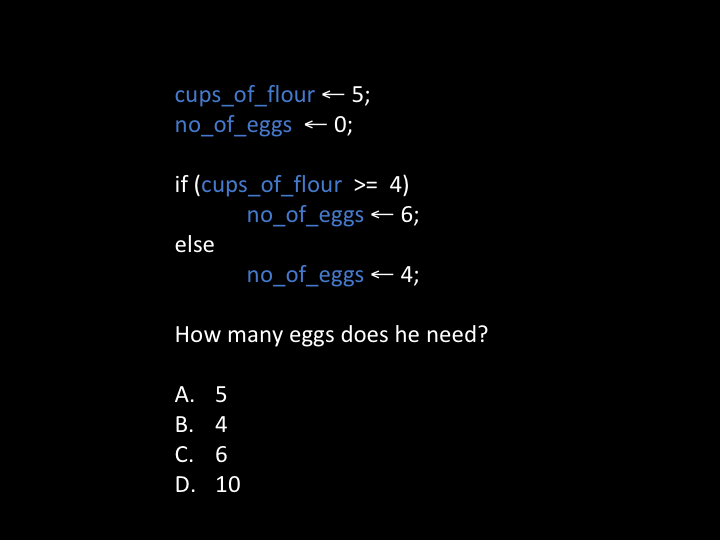 cups_of_flour ← 5;
no_of_eggs ← 0;
if (cups_of_flour >= 4)
no_of_eggs ← 6;
else
no_of_eggs ← 4;
How many eggs does he need?
A. 5
B. 4
C. 6
D. 10